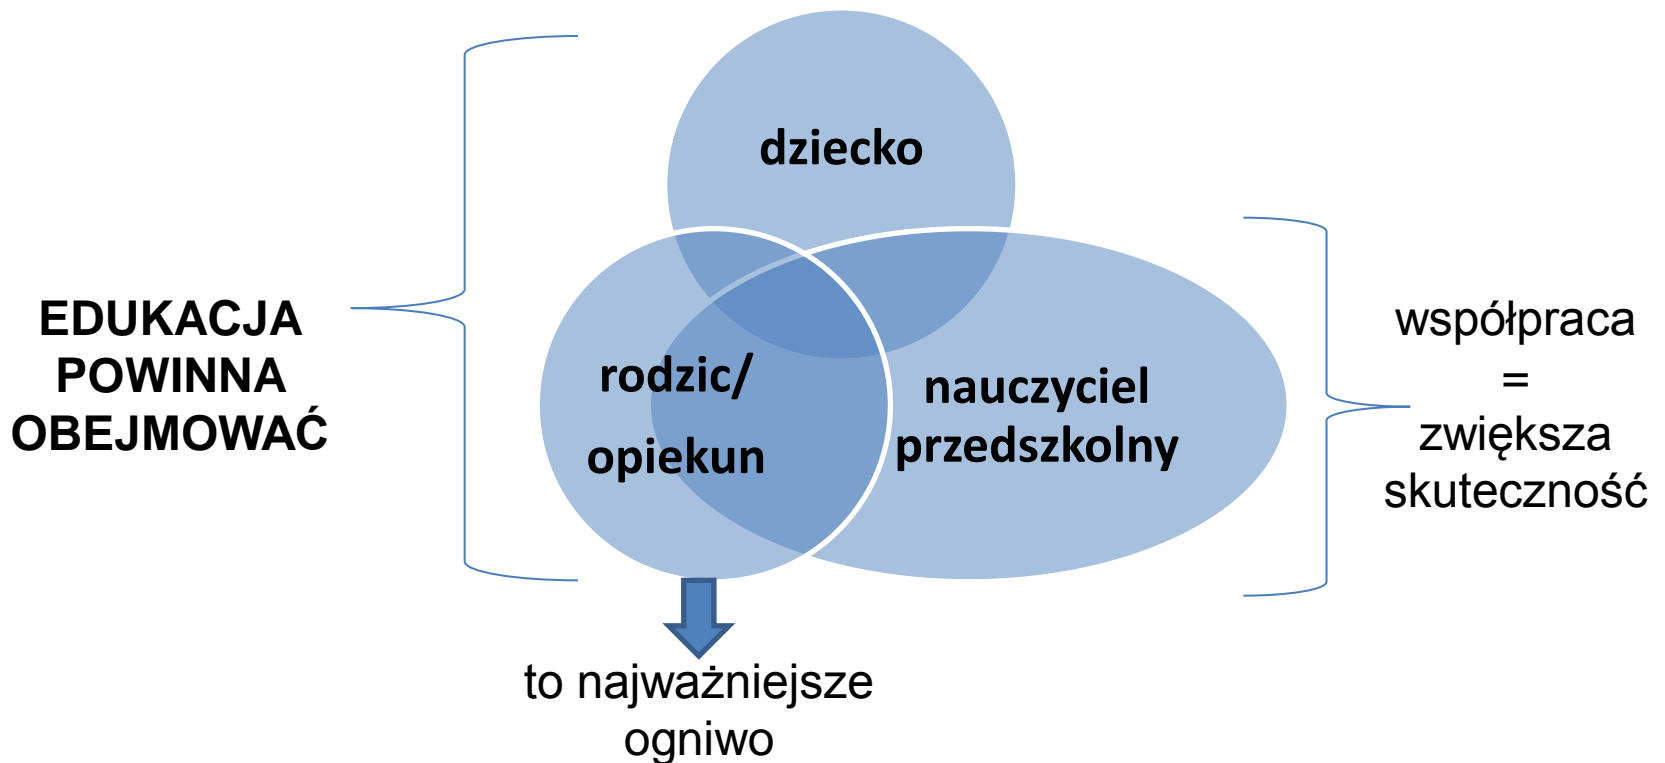 dziecko
EDUKACJA
POWINNA
OBEJMOWAĆ
rodzic/
opiekun
nauczyciel
przedszkolny
współpraca
=
zwiększa
skuteczność
to najważniejsze
ogniwo